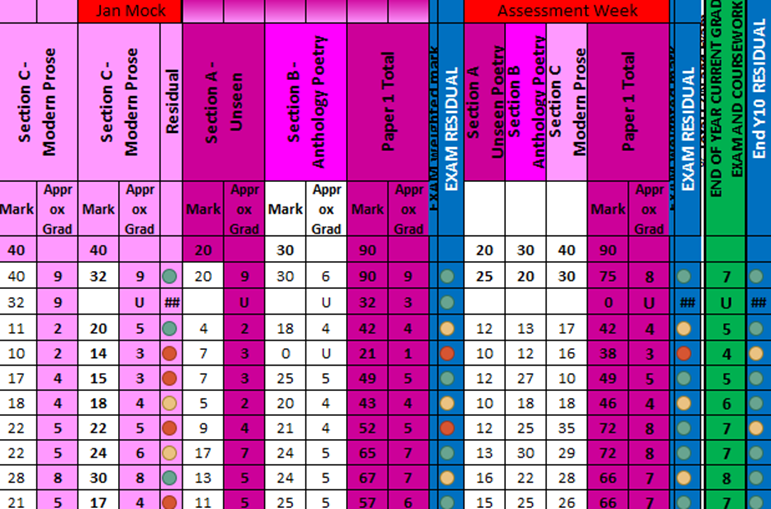 Jan Mock Assessment Week
Section C - Modern Prose Section C- Modern Prose Residual Section A - Unseen Section B - Anthology Poetry Paper 1 Total EXAM weighted mark EXAM RESIDUAL Section A Unseen Poetry Section B Anthology Poetry Section C Modern Prose Paper 1 Total EXAM RESIDUAL END OF YEAR CURRENT GRAD EXAM AND COURSEWORK End Y10 RESIDUAL
Mark Appr ox Grad Mark Appr ox Grad Mark Appr ox Grad Mark Appr ox Grad Mark Appr ox Grad Mark Appr ox Grad
40 40 20 30 90 20 30 40 90
40 9 32 9 20 9 30 6 90 9 25 20 30 75 8 7
32 9 U ## U U 32 3 0 U ## U ##
11 2 20 5 4 2 18 4 42 4 12 13 17 42 4 5
10 2 14 3 7 3 0 U 21 1 10 12 16 38 3 4
17 4 15 3 7 3 25 5 49 5 12 27 10 49 5 5
18 4 18 4 5 2 20 4 43 4 10 18 18 46 4 6
22 5 22 5 9 4 21 4 52 5 12 25 35 72 8 7
22 5 24 6 17 7 24 5 65 7 13 30 29 72 8 7
28 8 30 8 13 5 24 5 67 7 16 22 28 66 7 8
21 5 17 4 11 5 25 5 57 6 15 25 26 66 7 7